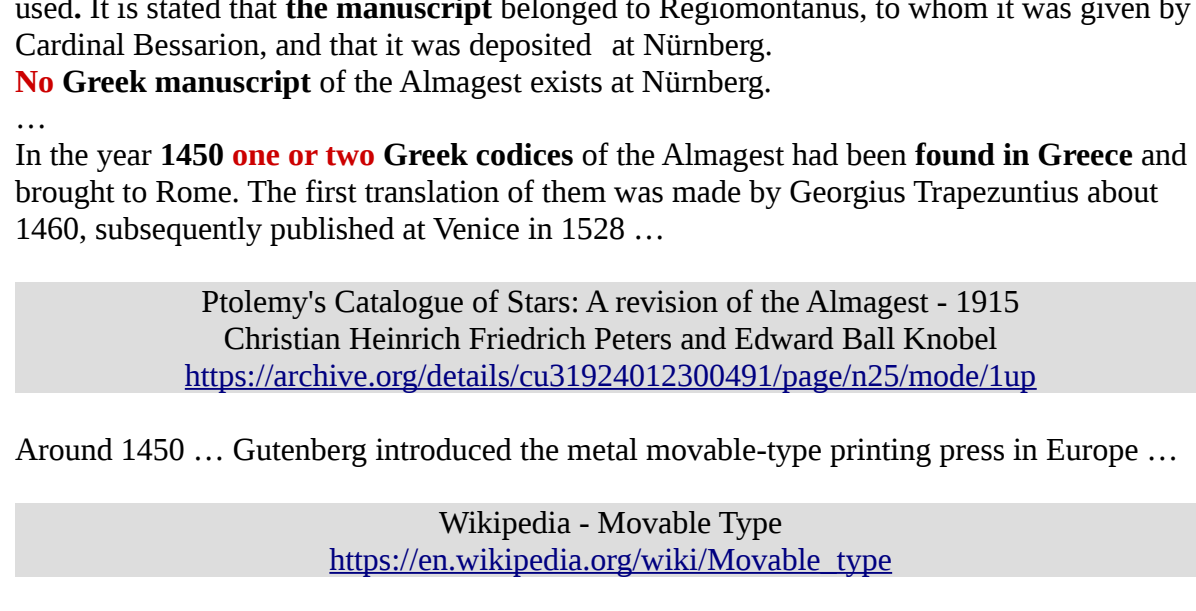 used. It is stated that the manuscript belonged to Regiomontanus, to whom it was given by
Cardinal Bessarion, and that it was deposited at Nürnberg.
No Greek manuscript of the Almagest exists at Nürnberg.
…
In the year 1450 one or two Greek codices of the Almagest had been found in Greece and
brought to Rome. The first translation of them was made by Georgius Trapezuntius about
1460, subsequently published at Venice in 1528 …
Ptolemy's Catalogue of Stars: A revision of the Almagest - 1915
Christian Heinrich Friedrich Peters and Edward Ball Knobel
https://archive.org/details/cu31924012300491/page/n25/mode/1up
Around 1450 … Gutenberg introduced the metal movable-type printing press in Europe …
Wikipedia - Movable Type
https://en.wikipedia.org/wiki/Movable_type